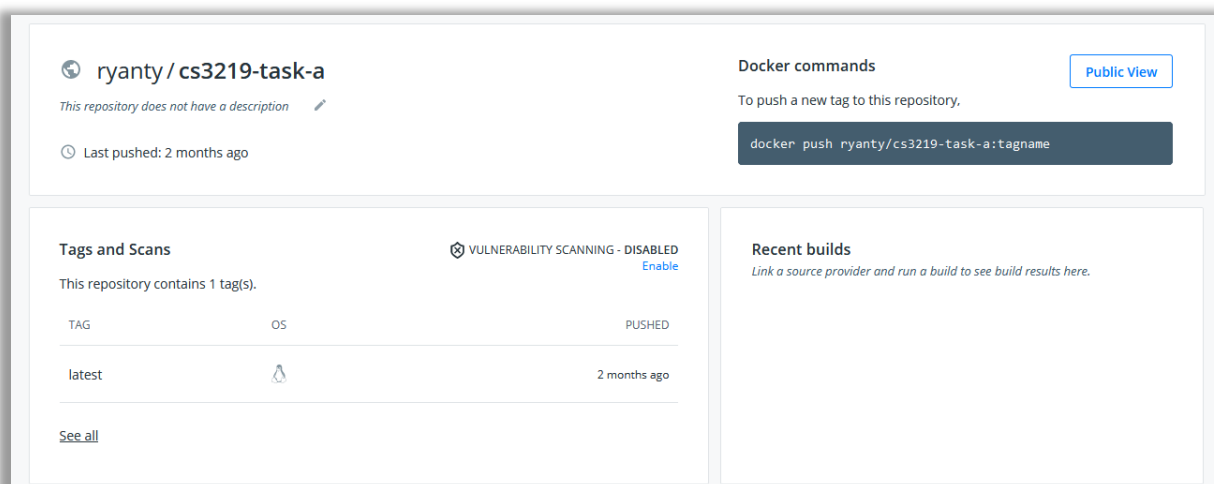 ryanty / cs3219-task-a
This repository does not have a description
Last pushed: 2 months ago
Docker commands
Public View
To push a new tag to this repository,
docker push ryanty/cs3219-task-a:tagname
Tags and Scans
VULNERABILITY SCANNING - DISABLED
Enable
This repository contains 1 tag(s).
TAG OS PUSHED
latest 2 months ago
See all
Recent builds
Link a source provider and run a build to see build results here.